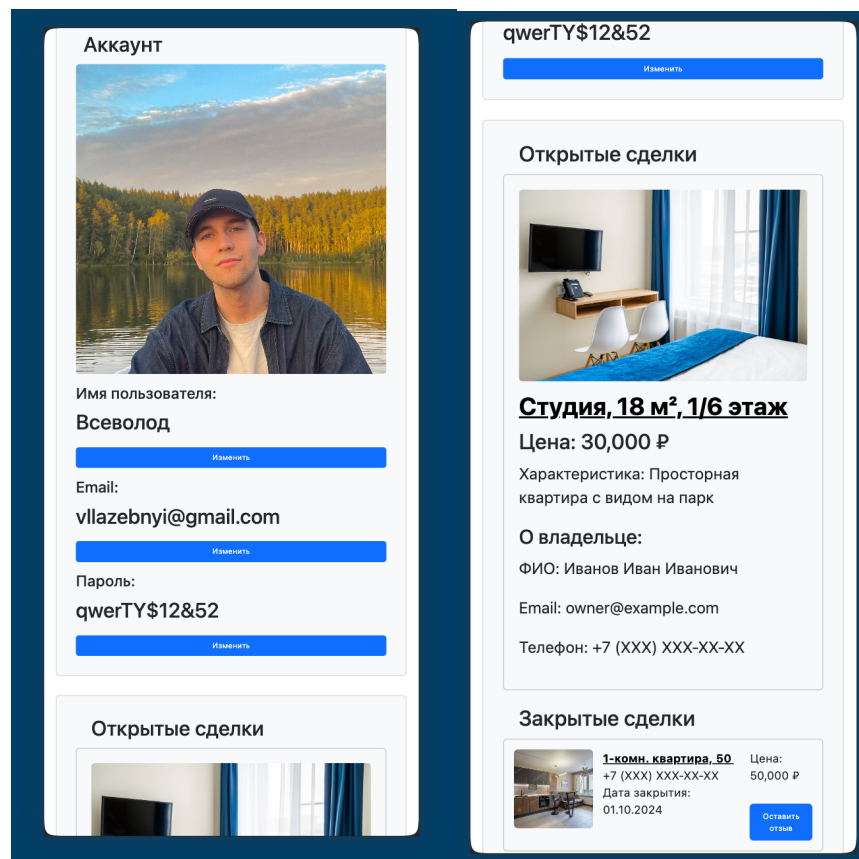 Аккаунт
Имя пользователя:
Всеволод
Изменить
Email:
vllazebnyi@gmail.com
Изменить
Пароль:
qwerTY$12&52
Изменить
Открытые сделки
qwerTY$12&52
Изменить
Открытые сделки
Студия, 18 м², 1/6 этаж
Цена: 30,000 ₽
Характеристика: Просторная
квартира с видом на парк
О владельце:
ФИО: Иванов Иван Иванович
Email: owner@example.com
Телефон: +7 (XXX) XXX-XX-XX
Закрытые сделки
1-комн. квартира, 50
+7 (XXX) XXX-XX-XX
Дата закрытия:
01.10.2024
Цена:
50,000 ₽
Оставить
отзыв